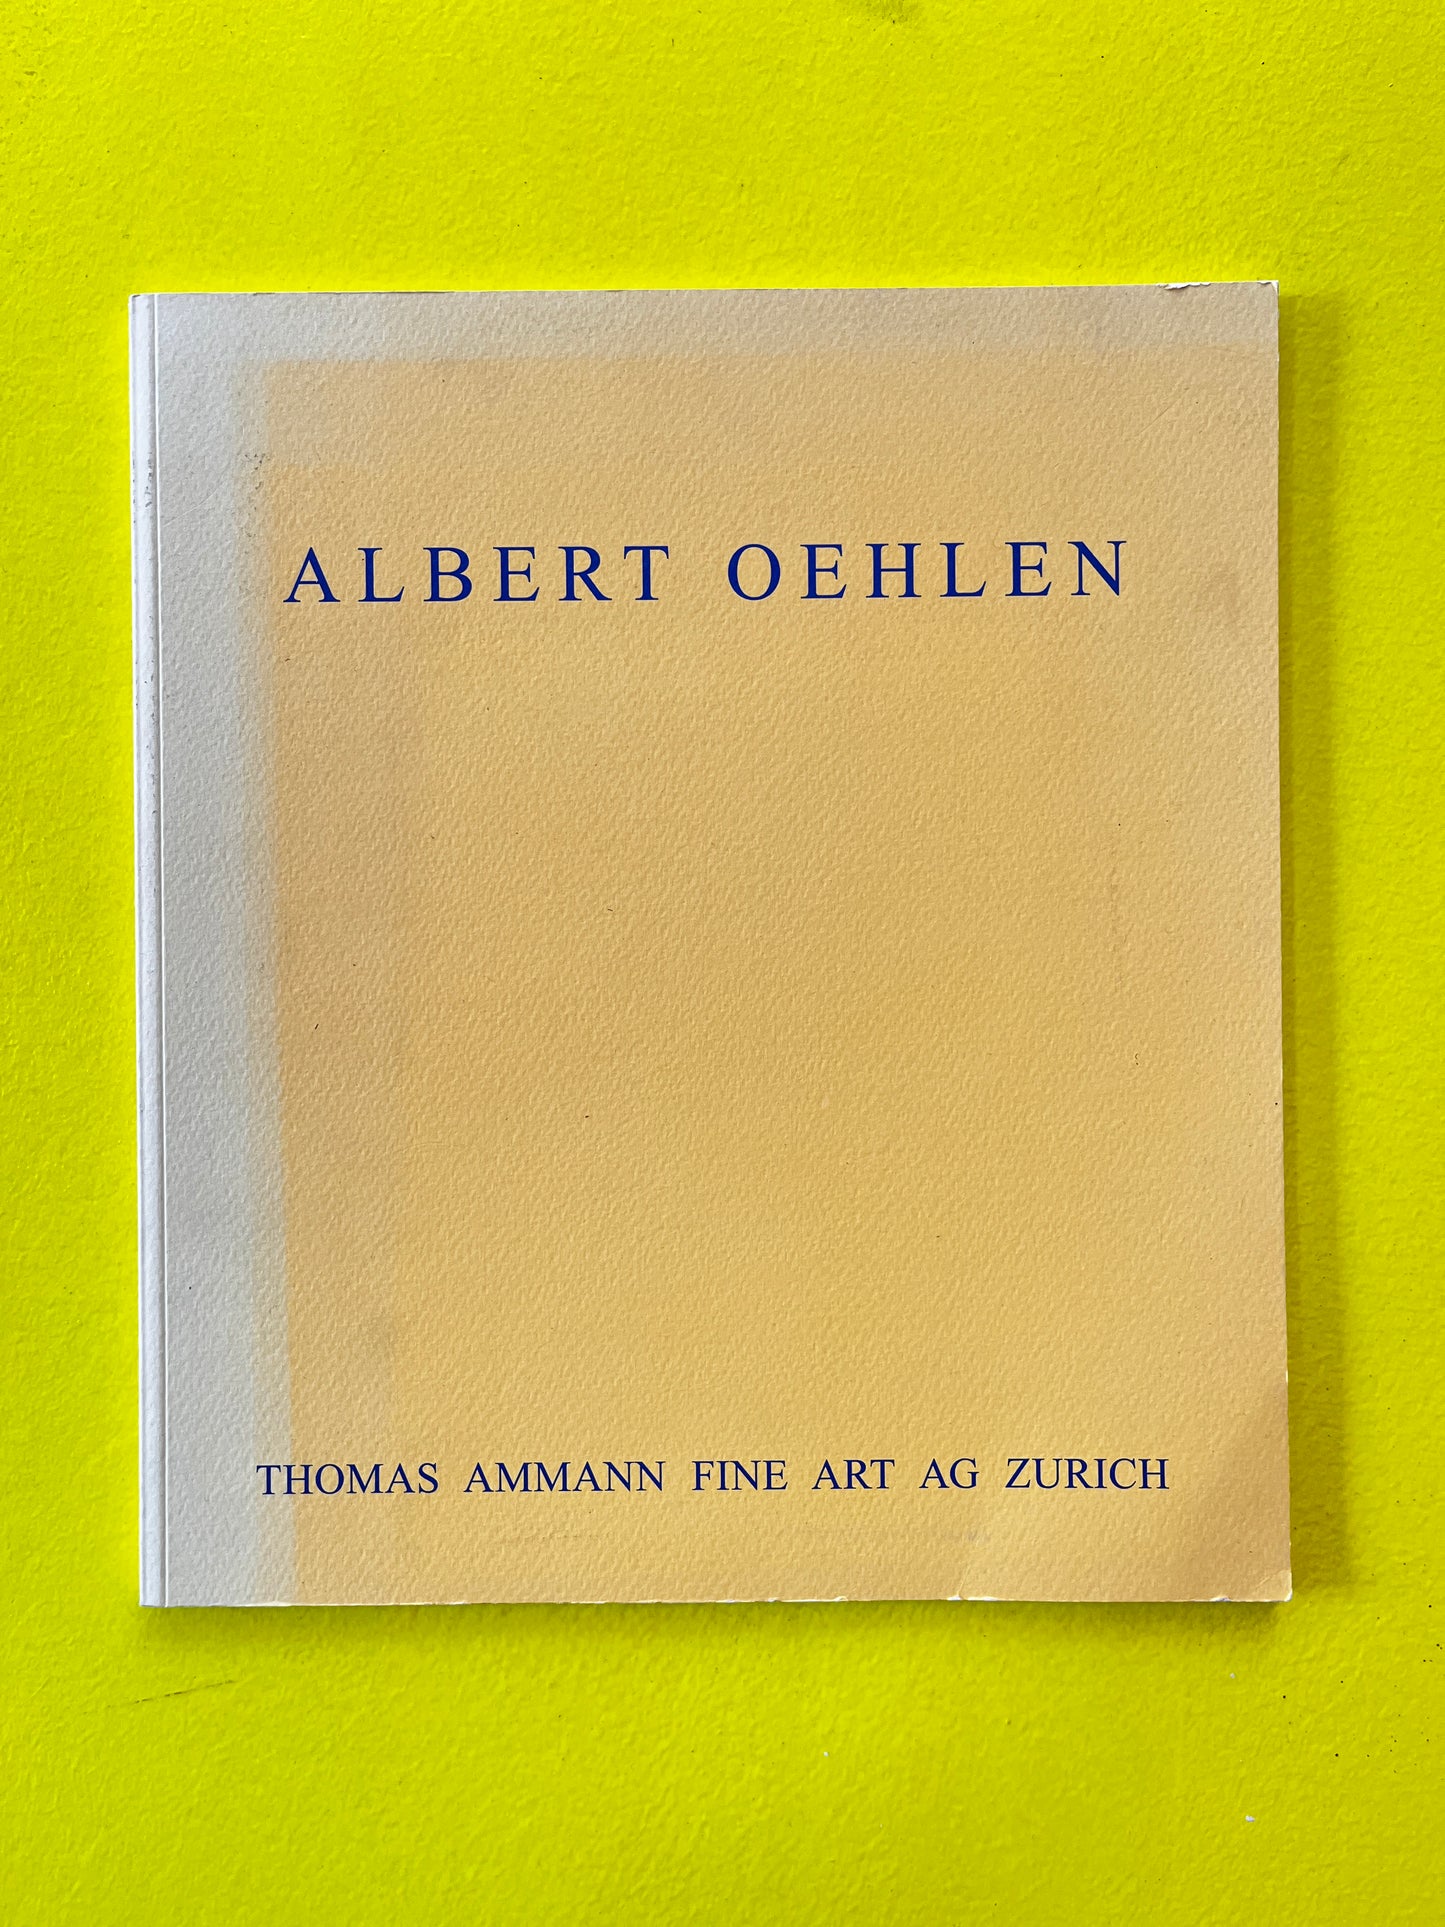 ALBERT OEHLEN
THOMAS AMMANN FINE ART AG ZURICH